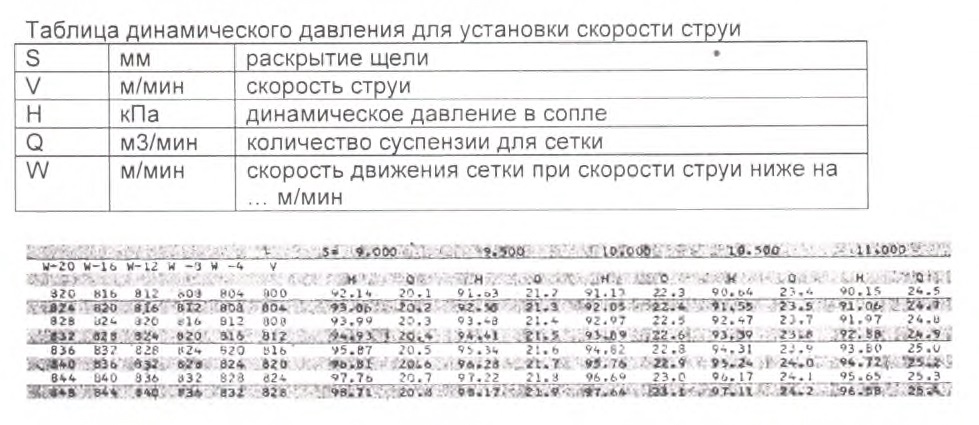 Таблица динамического давления для установки скорости струи
S мм раскрытие щели
V м/мин скорость струи
H кПа динамическое давление в сопле
Q м3/мин количество суспензии для сетки
W м/мин скорость движения сетки при скорости струи ниже на
... м/мин
S= 9.000 9.500 10.000 10.500 11.000
W-20 W-16 W-12 W -8 W -4 V
H Q H Q H Q H Q H Q
820 816 812 808 804 800 92.14 20.1 91.63 21.2 91.13 22.3 90.64 23.4 90.15 24.5
824 820 816 812 808 804 93.06 20.2 92.56 21.3 92.05 22.4 91.55 23.5 91.06 24.7
828 824 820 816 812 808 93.99 20.3 93.48 21.4 92.97 22.5 92.47 23.7 91.97 24.8
832 828 824 820 816 812 94.93 20.4 94.41 21.5 93.89 22.6 93.39 23.8 92.88 24.9
836 832 828 824 820 816 95.87 20.5 95.34 21.6 94.82 22.8 94.31 23.9 93.80 25.0
840 836 832 828 824 820 96.81 20.6 96.28 21.7 95.76 22.9 95.24 24.0 94.72 25.2
844 840 836 832 828 824 97.76 20.7 97.22 21.8 96.69 23.0 96.17 24.1 95.65 25.3
848 844 840 836 832 828 98.71 20.8 98.17 21.9 97.64 23.1 97.11 24.2 96.58 25.4